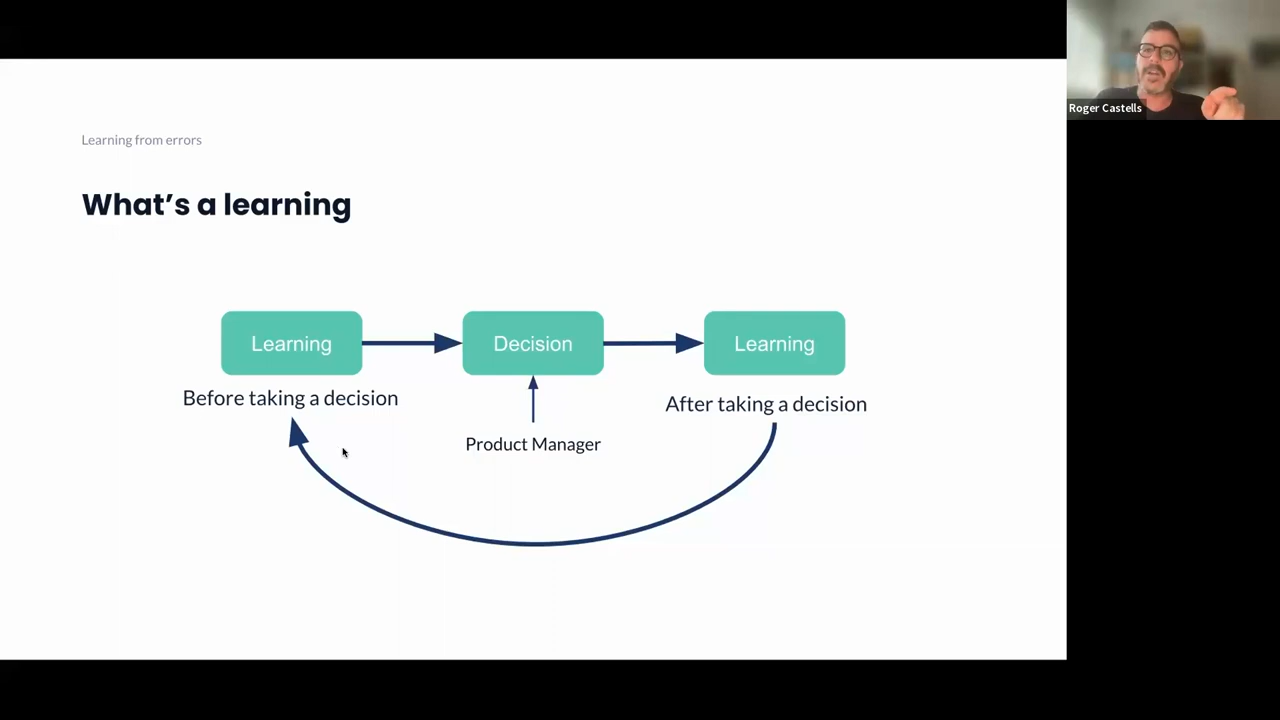 Roger Castells
Learning from errors
What's a learning
Learning
Decision
Learning
Before taking a decision
After taking a decision
Product Manager